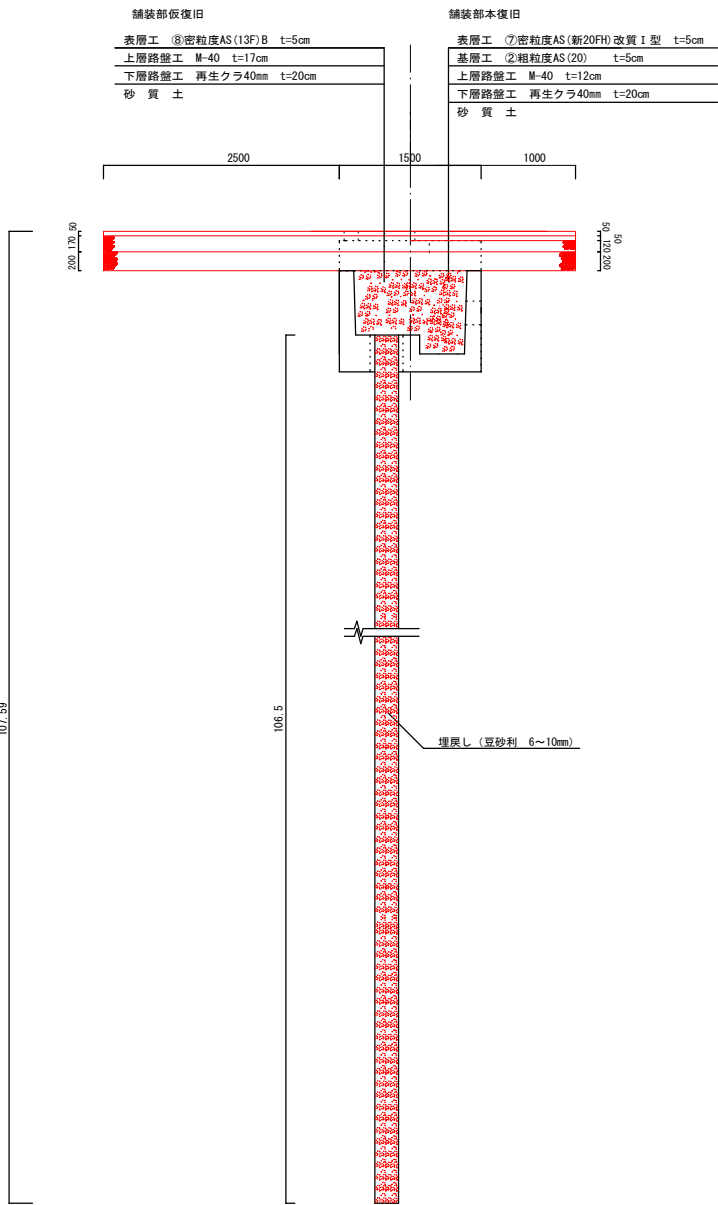 舗装部仮復旧
表層工 ⑧密粒度AS(13F)B t=5cm
上層路盤工 M-40 t=17cm
下層路盤工 再生クラ40mm t=20cm
砂 質 土
舗装部本復旧
表層工 ⑦密粒度AS(新20FH)改質Ⅰ型 t=5cm
基層工 ②粗粒度AS(20) t=5cm
上層路盤工 M-40 t=12cm
下層路盤工 再生クラ40mm t=20cm
砂 質 土
2500
1500
1000
50
170
200
50
50
120
200
107.59
106.5
埋戻し (豆砂利 6～10mm)